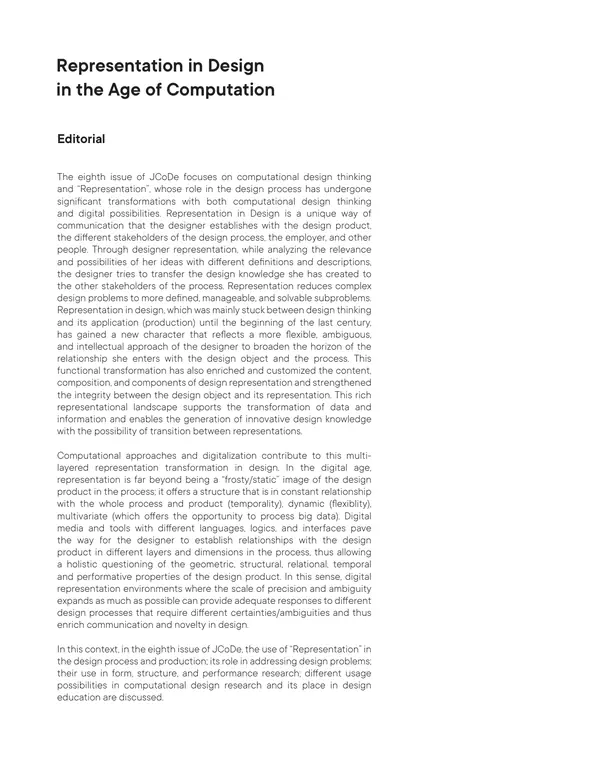 Representation in Design
in the Age of Computation
Editorial
The eighth issue of JCoDe focuses on computational design thinking
and “Representation”, whose role in the design process has undergone
significant transformations with both computational design thinking
and digital possibilities. Representation in Design is a unique way of
communication that the designer establishes with the design product,
the different stakeholders of the design process, the employer, and other
people. Through designer representation, while analyzing the relevance
and possibilities of her ideas with different definitions and descriptions,
the designer tries to transfer the design knowledge she has created to
the other stakeholders of the process. Representation reduces complex
design problems to more defined, manageable, and solvable subproblems.
Representation in design, which was mainly stuck between design thinking
and its application (production) until the beginning of the last century,
has gained a new character that reflects a more flexible, ambiguous,
and intellectual approach of the designer to broaden the horizon of the
relationship she enters with the design object and the process. This
functional transformation has also enriched and customized the content,
composition, and components of design representation and strengthened
the integrity between the design object and its representation. This rich
representational landscape supports the transformation of data and
information and enables the generation of innovative design knowledge
with the possibility of transition between representations.
Computational approaches and digitalization contribute to this multi-
layered representation transformation in design. In the digital age,
representation is far beyond being a “frosty/static” image of the design
product in the process; it offers a structure that is in constant relationship
with the whole process and product (temporality), dynamic (flexiblity),
multivariate (which offers the opportunity to process big data). Digital
media and tools with different languages, logics, and interfaces pave
the way for the designer to establish relationships with the design
product in different layers and dimensions in the process, thus allowing
a holistic questioning of the geometric, structural, relational, temporal
and performative properties of the design product. In this sense, digital
representation environments where the scale of precision and ambiguity
expands as much as possible can provide adequate responses to different
design processes that require different certainties/ambiguities and thus
enrich communication and novelty in design.
In this context, in the eighth issue of JCoDe, the use of “Representation” in
the design process and production; its role in addressing design problems;
their use in form, structure, and performance research; different usage
possibilities in computational design research and its place in design
education are discussed.